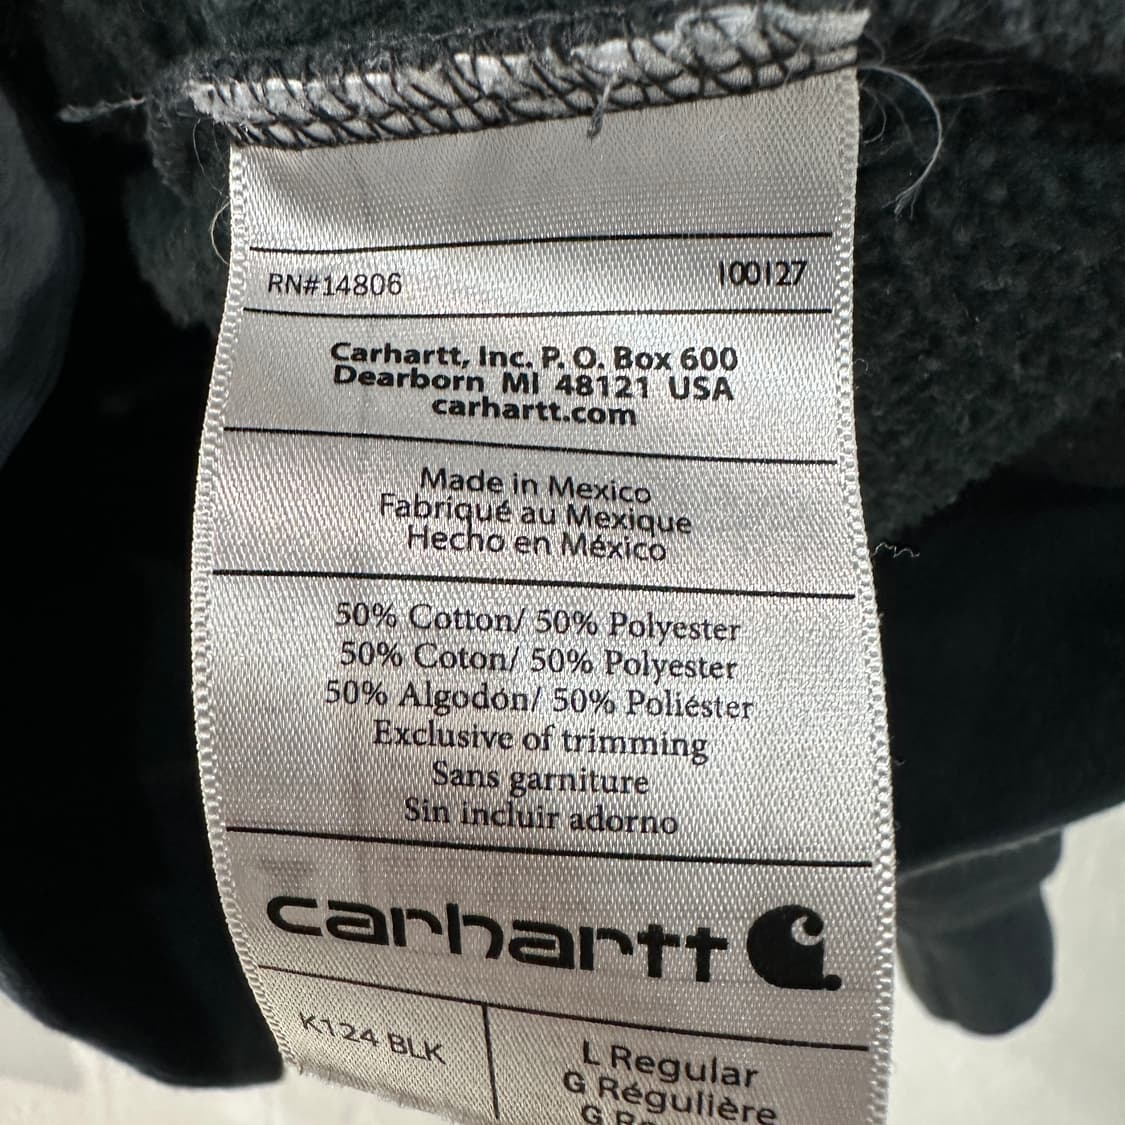 RN#14806 100127
Carhartt, Inc. P. O. Box 600
Dearborn MI 48121 USA
carhartt.com
Made in Mexico
Fabriqué au Mexique
Hecho en México
50% Cotton/ 50% Polyester
50% Coton/ 50% Polyester
50% Algodón/ 50% Poliéster
Exclusive of trimming
Sans garniture
Sin incluir adorno
carhartt
K124 BLK
L Regular
G Régulière
G